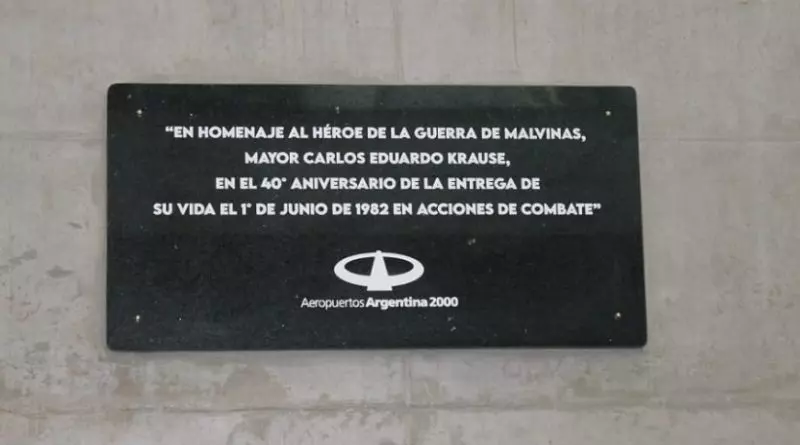 “EN HOMENAJE AL HÉROE DE LA GUERRA DE MALVINAS,
MAYOR CARLOS EDUARDO KRAUSE,
EN EL 40° ANIVERSARIO DE LA ENTREGA DE
SU VIDA EL 1° DE JUNIO DE 1982 EN ACCIONES DE COMBATE”
Aeropuertos Argentina 2000